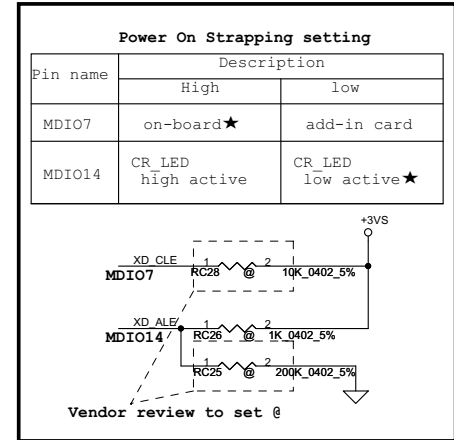 Power On Strapping setting
Pin name
Description
High
low
MDIO7
on-board★
add-in card
MDIO14
CR_LED
high active
CR_LED
low active★
+3VS
XD_CLE
MDIO7
1
2
RC28
@
10K_0402_5%
XD_ALE
MDIO14
1
2
RC26
@
1K_0402_5%
1
2
RC25
@
200K_0402_5%
Vendor review to set @